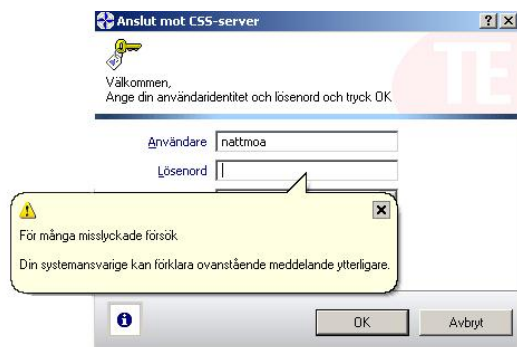 Anslut mot CSS-server
TE
Välkommen,
Ange din användaridentitet och lösenord och tryck OK
Användare nattmoa
Lösenord
För många misslyckade försök
Din systemansvarige kan förklara ovanstående meddelande ytterligare.
OK Avbryt